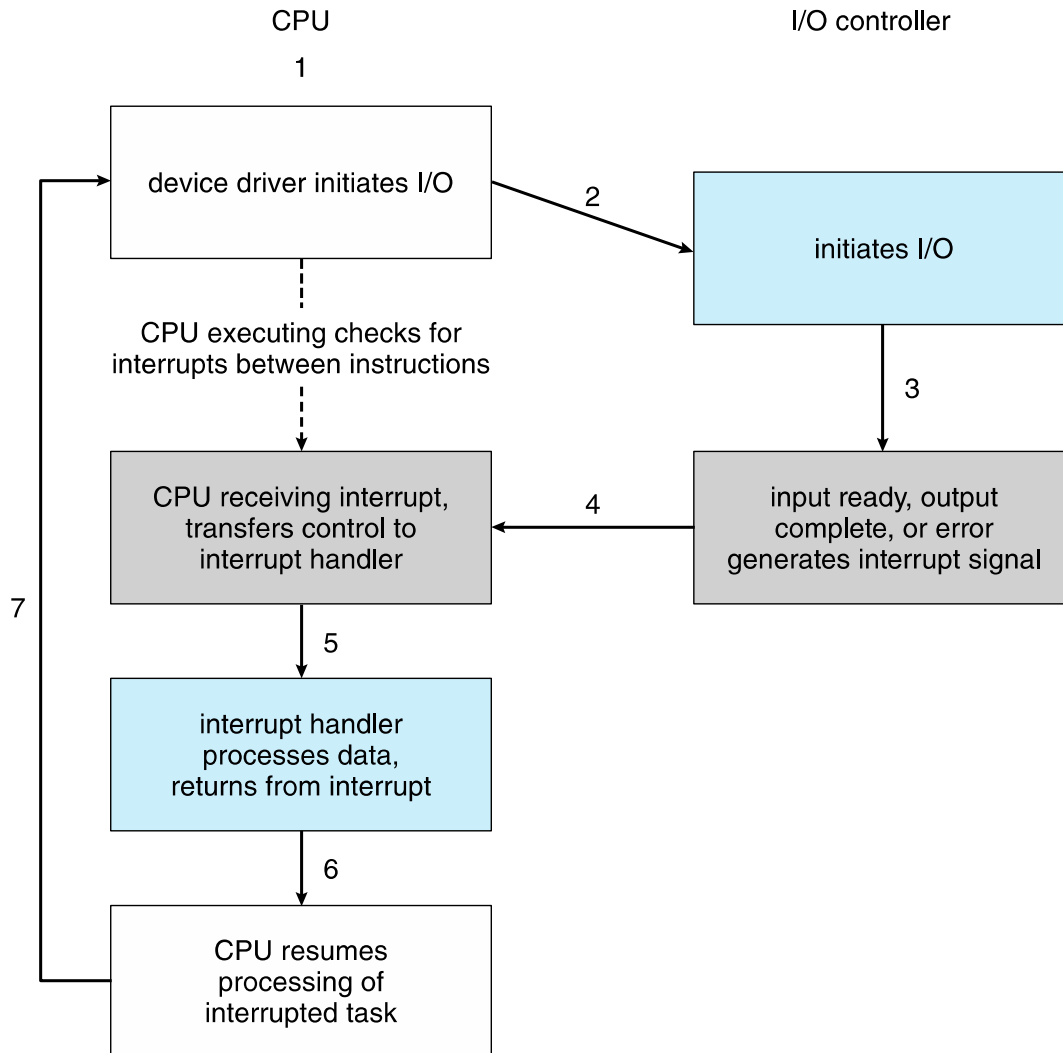 CPU
I/O controller
1
device driver initiates I/O
2
initiates I/O
CPU executing checks for
interrupts between instructions
3
CPU receiving interrupt,
transfers control to
interrupt handler
4
input ready, output
complete, or error
generates interrupt signal
7
5
interrupt handler
processes data,
returns from interrupt
6
CPU resumes
processing of
interrupted task